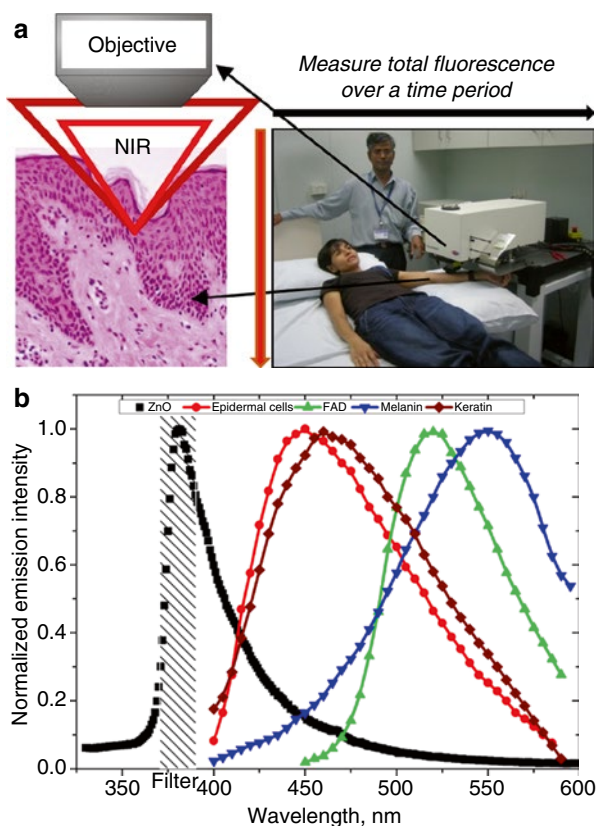 a
Objective
Measure total fluorescence
over a time period
NIR
b
ZnO Epidermal cells FAD Melanin Keratin
1.0
0.8
0.6
0.4
0.2
0.0
Normalized emission intensity
350 Filter 400 450 500 550 600
Wavelength, nm